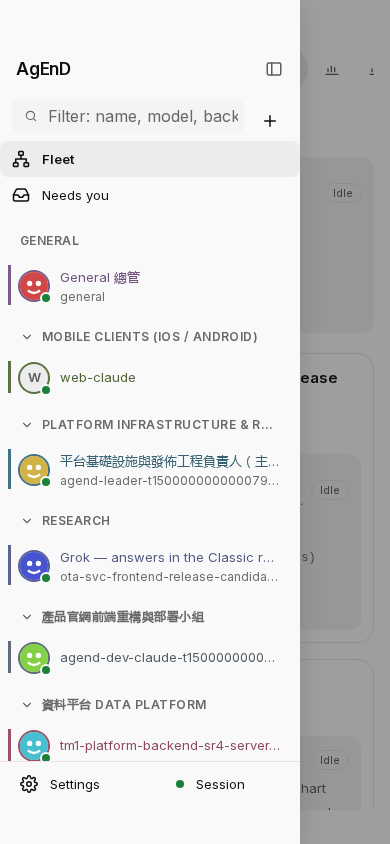 AgEnD
Filter: name, model, back
Fleet
Idle
Needs you
GENERAL
General 總管
general
MOBILE CLIENTS (IOS / ANDROID)
W
web-claude
ease
PLATFORM INFRASTRUCTURE & R…
平台基礎設施與發佈工程負責人（主…
agend-leader-t150000000000079…
Idle
RESEARCH
Grok — answers in the Classic r…
s)
ota-svc-frontend-release-candida…
產品官網前端重構與部署小組
agend-dev-claude-t1500000000…
資料平台 DATA PLATFORM
tm1-platform-backend-sr4-server…
Idle
Settings
Session
hart